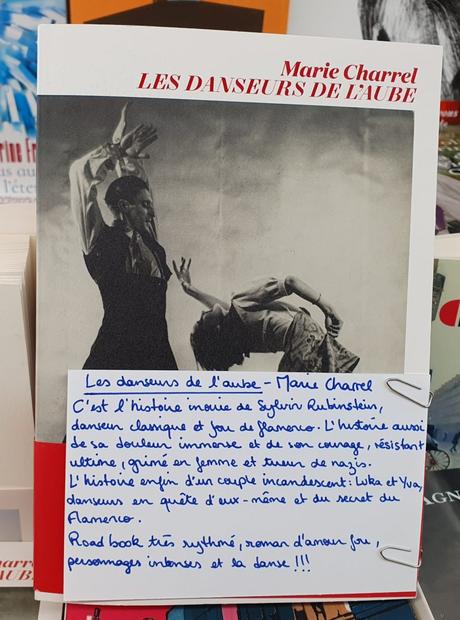 Marie Charrel
LES DANSEURS DE L'AUBE
Les danseurs de l'aube - Marie Charrel
C'est l'histoire inouïe de Sylvin Rubinstein,
danseur classique et fou de flamenco. L'histoire aussi
de sa douleur immense et de son courage, résistant
ultime, grimé en femme et tueur de nazis.
L'histoire enfin d'un couple incandescent : Luka et Iva,
danseurs en quête d'eux-même et du secret du
Flamenco.
Road book très rythmé, roman d'amour fou,
personnages intenses et la danse !!!